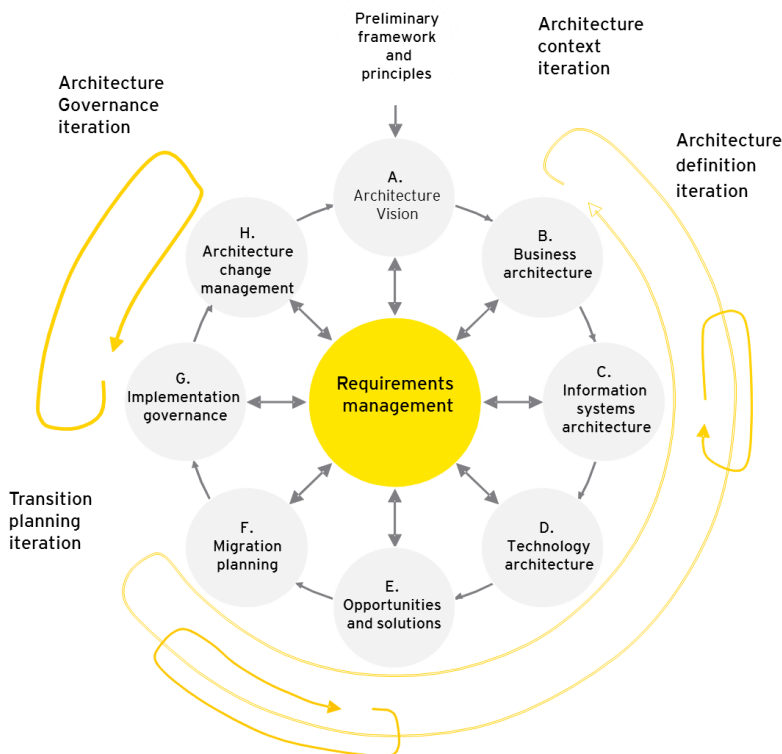 Preliminary
framework
and
principles
Architecture
context
iteration
Architecture
Governance
iteration
Architecture
definition
iteration
A.
Architecture
Vision
H.
Architecture
change
management
B.
Business
architecture
G.
Implementation
governance
Requirements
management
C.
Information
systems
architecture
Transition
planning
iteration
F.
Migration
planning
D.
Technology
architecture
E.
Opportunities
and solutions